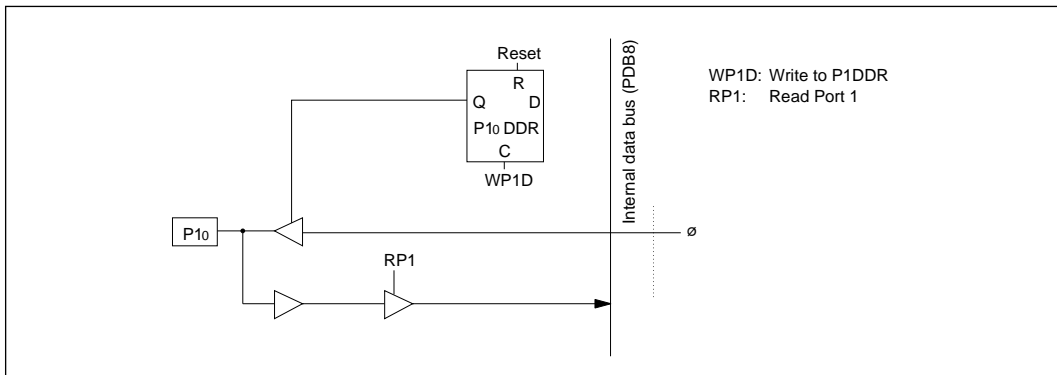 Reset
R
Q D
P10 DDR
C
WP1D
Internal data bus (PDB8)
WP1D: Write to P1DDR
RP1: Read Port 1
P10
ø
RP1